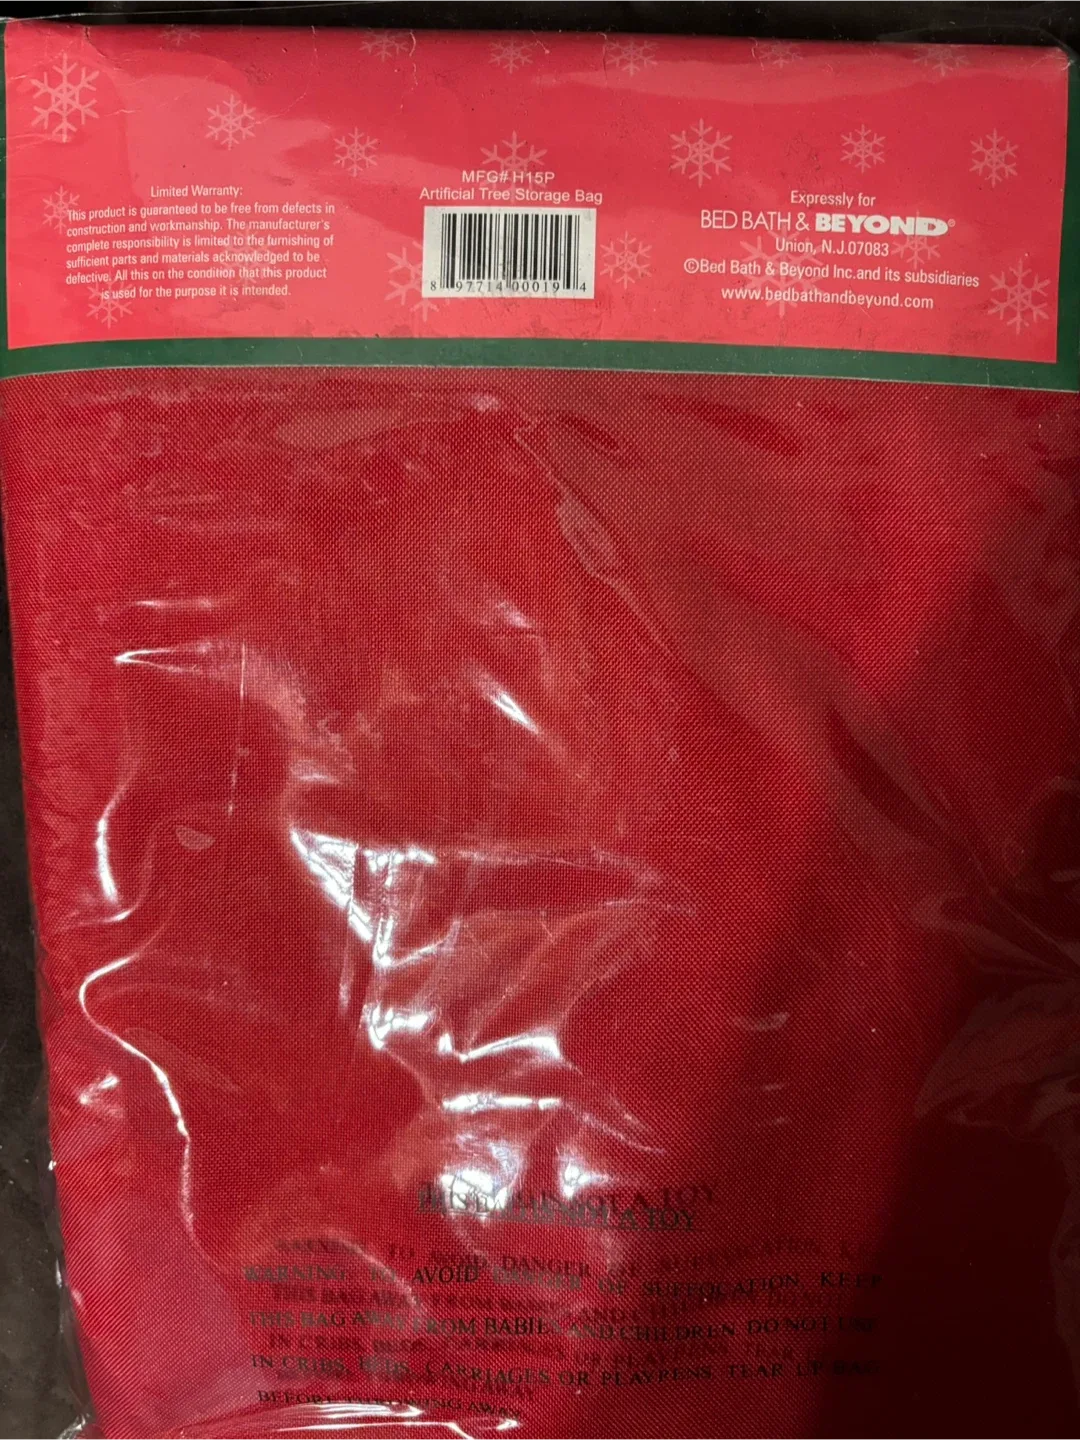 Limited Warranty:
This product is guaranteed to be free from defects in
construction and workmanship. The manufacturer's
complete responsibility is limited to the furnishing of
sufficient parts and materials acknowledged to be
defective. All this on the condition that this product
is used for the purpose it is intended.
MFG# H15P
Artificial Tree Storage Bag
8 97714 00019 4
Expressly for
BED BATH & BEYOND®
Union, N.J.07083
©Bed Bath & Beyond Inc.and its subsidiaries
www.bedbathandbeyond.com
NOT A TOY
WARNING: TO AVOID DANGER OF SUFFOCATION, KEEP
THIS BAG AWAY FROM BABIES AND CHILDREN. DO NOT USE
IN CRIBS, BEDS, CARRIAGES OR PLAYPENS. TEAR UP BAG
BEFORE THROWING AWAY